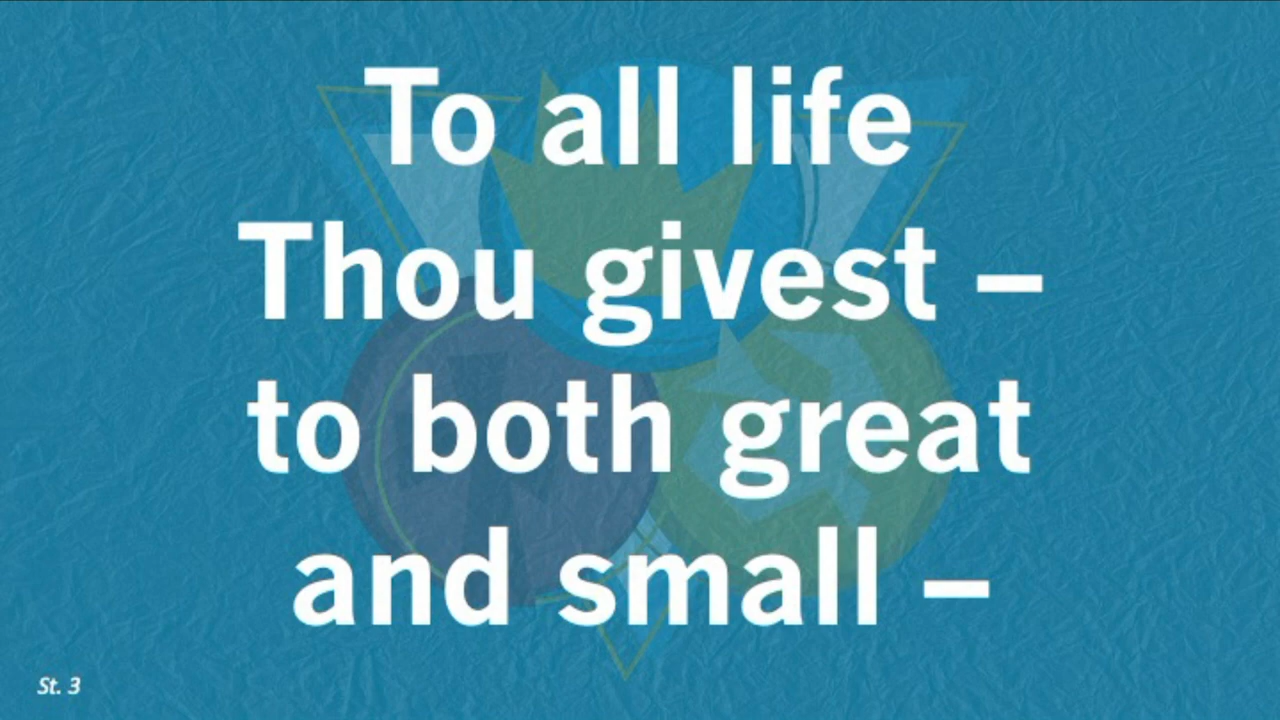 To all life
Thou givest –
to both great
and small –
St. 3